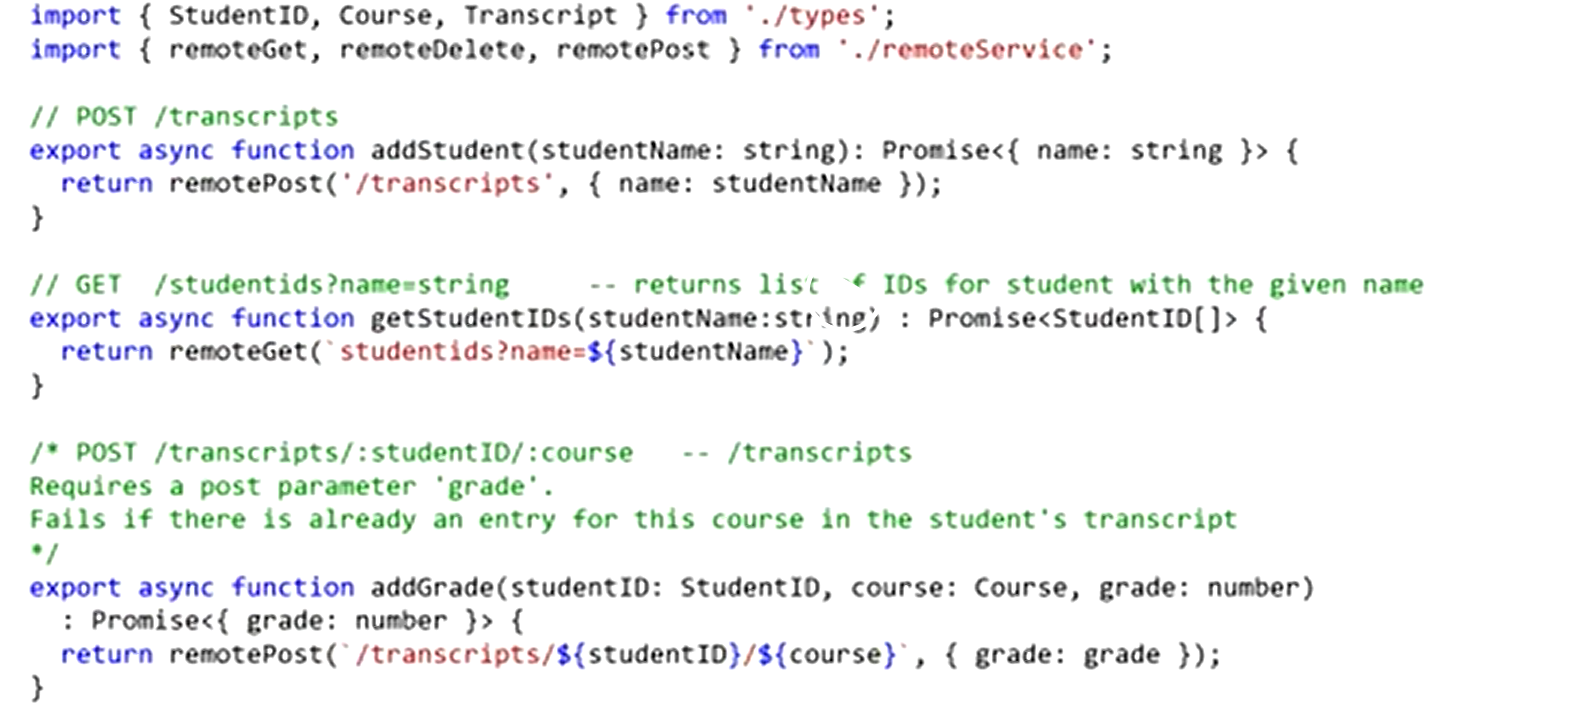 import { StudentID, Course, Transcript } from './types';
import { remoteGet, remoteDelete, remotePost } from './remoteService';
// POST /transcripts
export async function addStudent(studentName: string): Promise<{ name: string }> {
  return remotePost('/transcripts', { name: studentName });
}
// GET  /studentids?name=string     -- returns list IDs for student with the given name
export async function getStudentIDs(studentName:string) : Promise<StudentID[]> {
  return remoteGet(`studentids?name=${studentName}`);
}
/* POST /transcripts/:studentID/:course   -- /transcripts
Requires a post parameter 'grade'.
Fails if there is already an entry for this course in the student's transcript
*/
export async function addGrade(studentID: StudentID, course: Course, grade: number)
  : Promise<{ grade: number }> {
  return remotePost(`/transcripts/${studentID}/${course}`, { grade: grade });
}